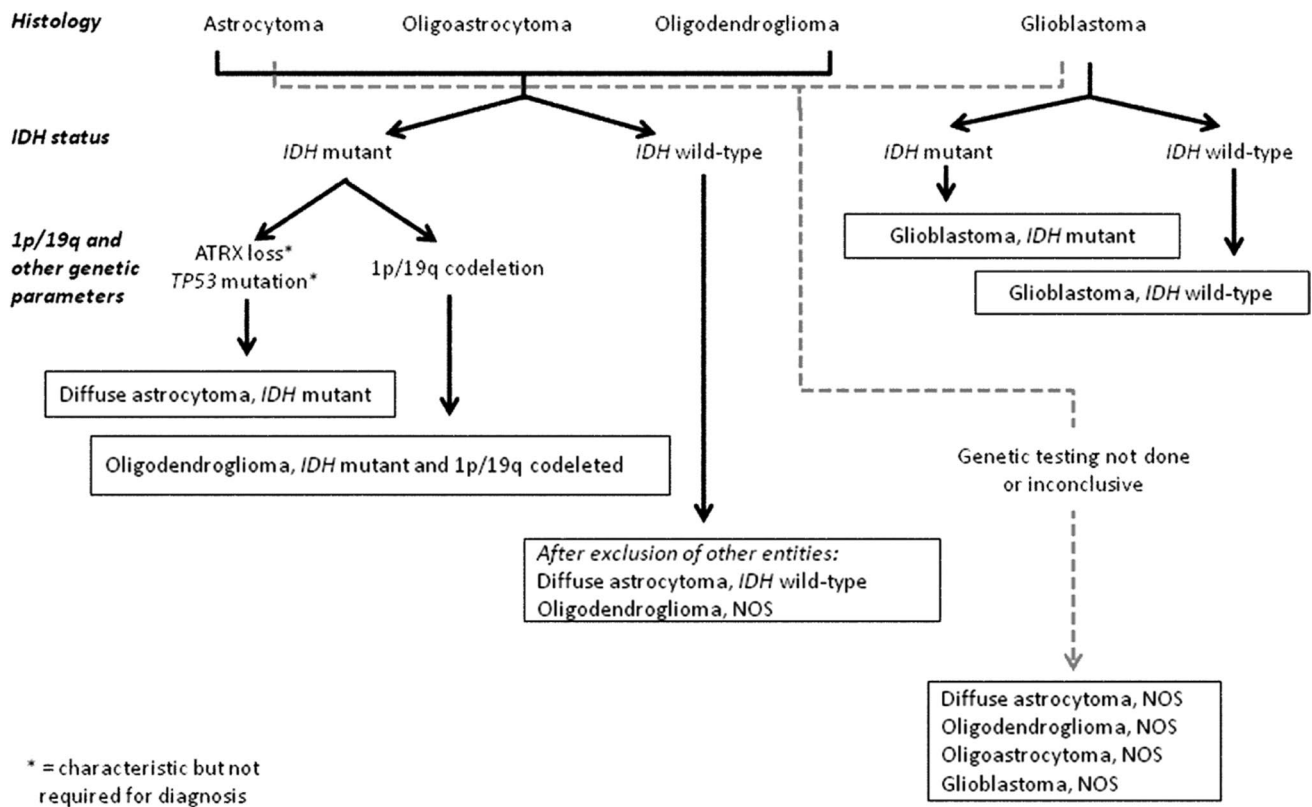 Histology
Astrocytoma
Oligoastrocytoma
Oligodendroglioma
Glioblastoma
IDH status
IDH mutant
IDH wild-type
IDH mutant
IDH wild-type
1p/19q and
other genetic
parameters
ATRX loss*
TP53 mutation*
1p/19q codeletion
Glioblastoma, IDH mutant
Glioblastoma, IDH wild-type
Diffuse astrocytoma, IDH mutant
Oligodendroglioma, IDH mutant and 1p/19q codeleted
Genetic testing not done
or inconclusive
After exclusion of other entities:
Diffuse astrocytoma, IDH wild-type
Oligodendroglioma, NOS
Diffuse astrocytoma, NOS
Oligodendroglioma, NOS
Oligoastrocytoma, NOS
Glioblastoma, NOS
* = characteristic but not
required for diagnosis